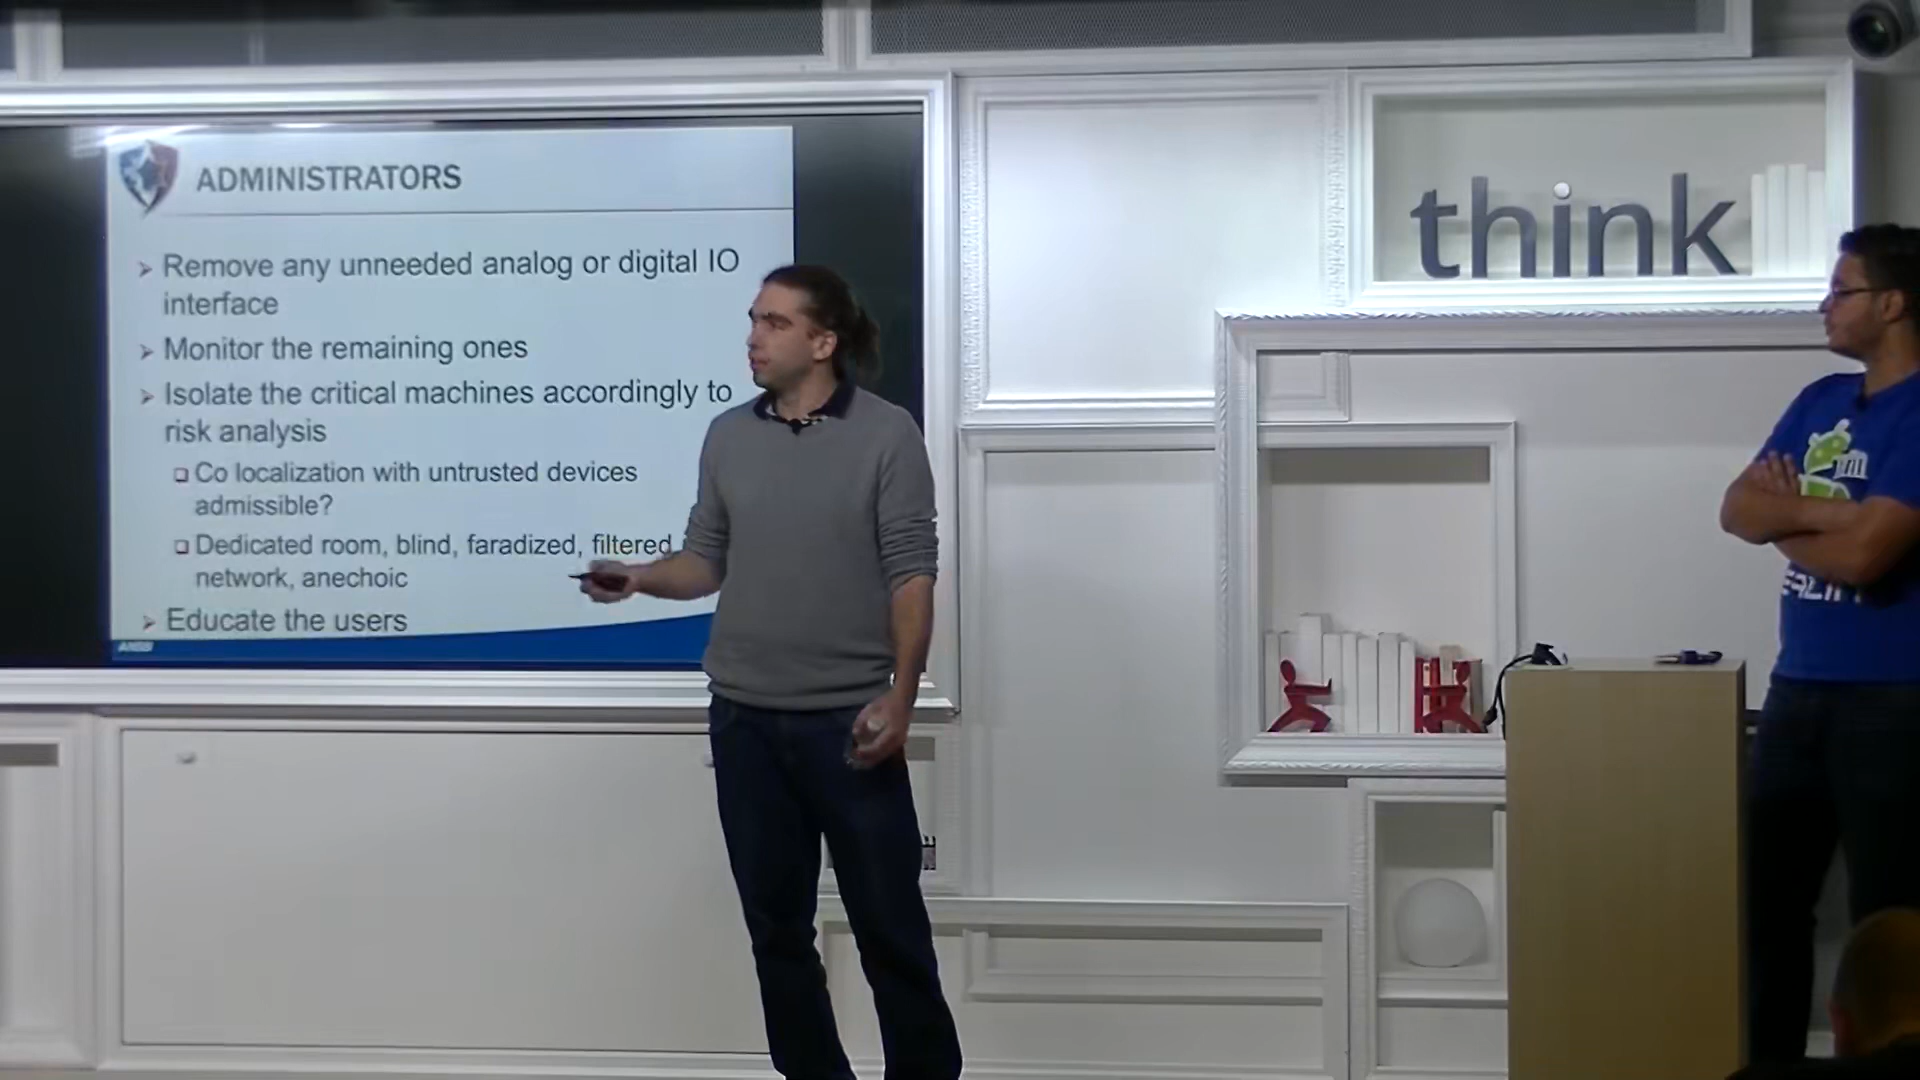 ADMINISTRATORS
Remove any unneeded analog or digital IO
interface
Monitor the remaining ones
Isolate the critical machines accordingly to
risk analysis
Co localization with untrusted devices
admissible?
Dedicated room, blind, faradized, filtered
network, anechoic
Educate the users
ANSSI
think